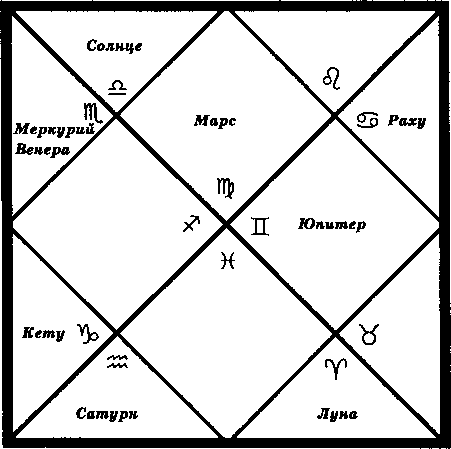 Солнце
♎
♌
♏
Меркурий
Венера
Марс
♋ Раху
♍
♐
♊
Юпитер
♓
Кету ♑
♉
♒
♈
Сатурн
Луна